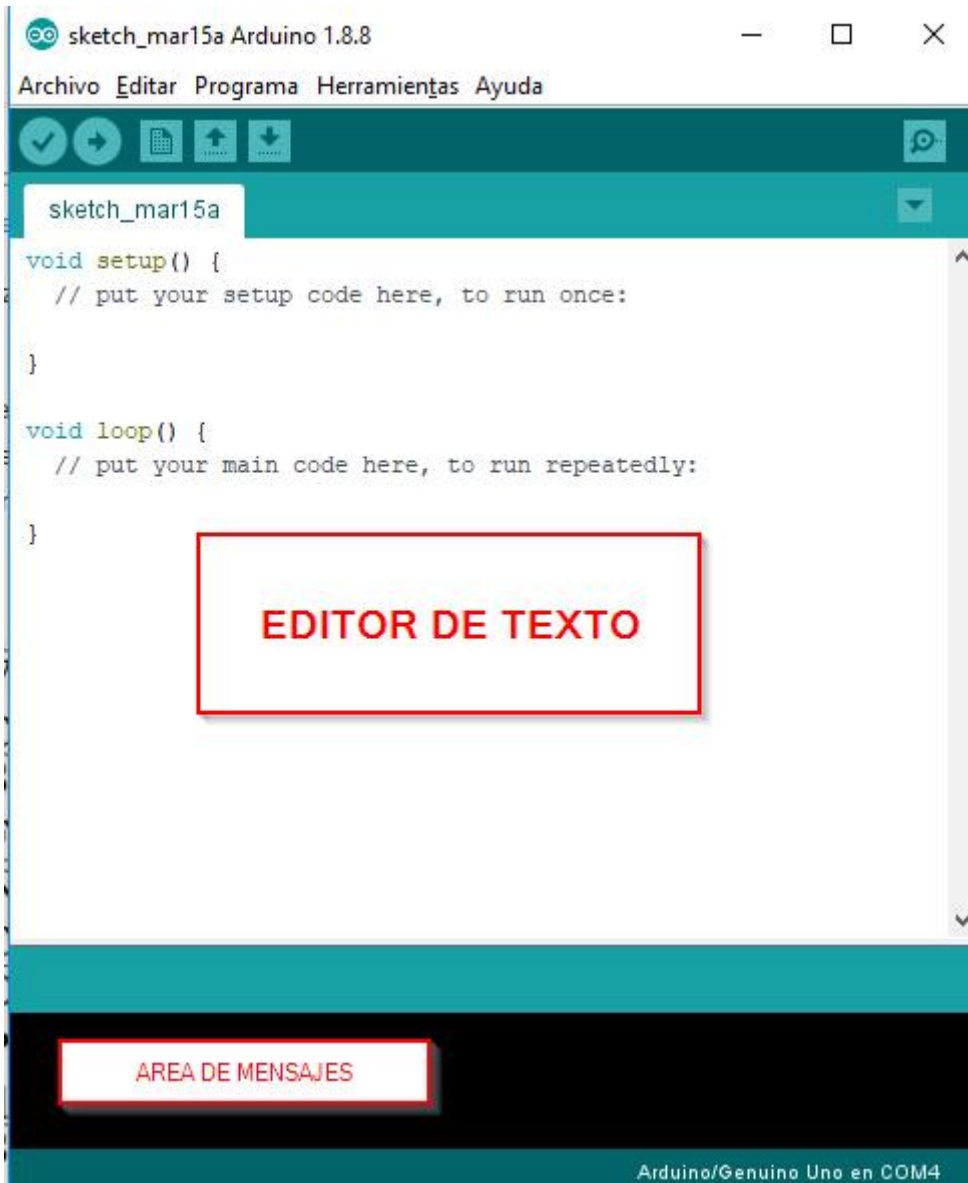 sketch_mar15a Arduino 1.8.8
Archivo Editar Programa Herramientas Ayuda
sketch_mar15a
void setup() {
  // put your setup code here, to run once:
}
void loop() {
  // put your main code here, to run repeatedly:
}
EDITOR DE TEXTO
AREA DE MENSAJES
Arduino/Genuino Uno en COM4